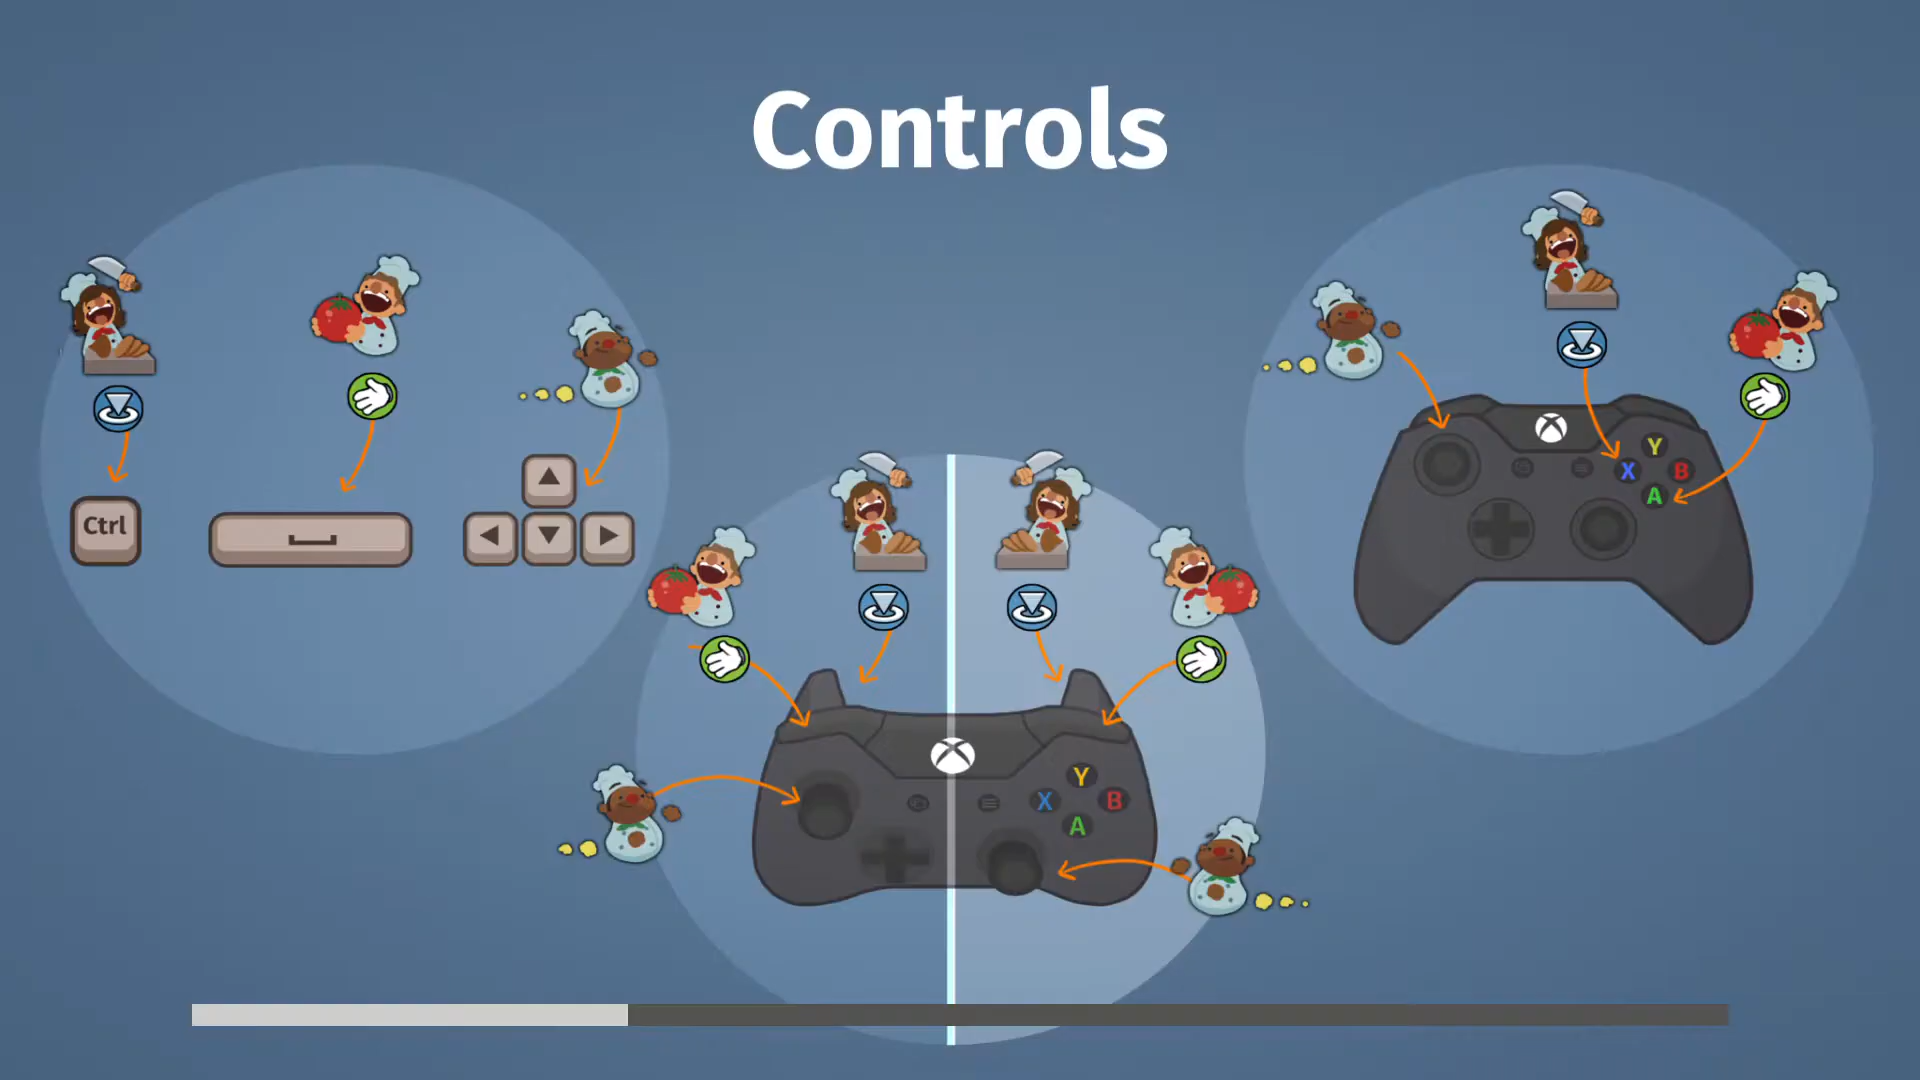 Controls
Ctrl
Y
X B
A
Y
X B
A